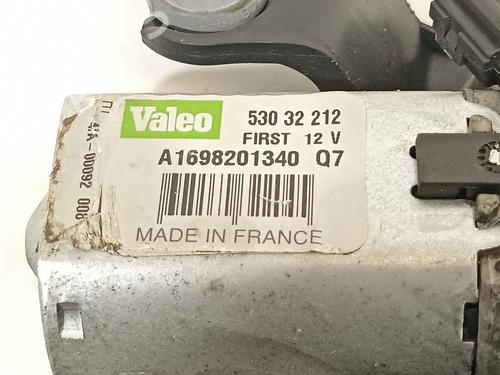 Valeo
530 32 212
FIRST 12 V
A1698201340 Q7
MADE IN FRANCE